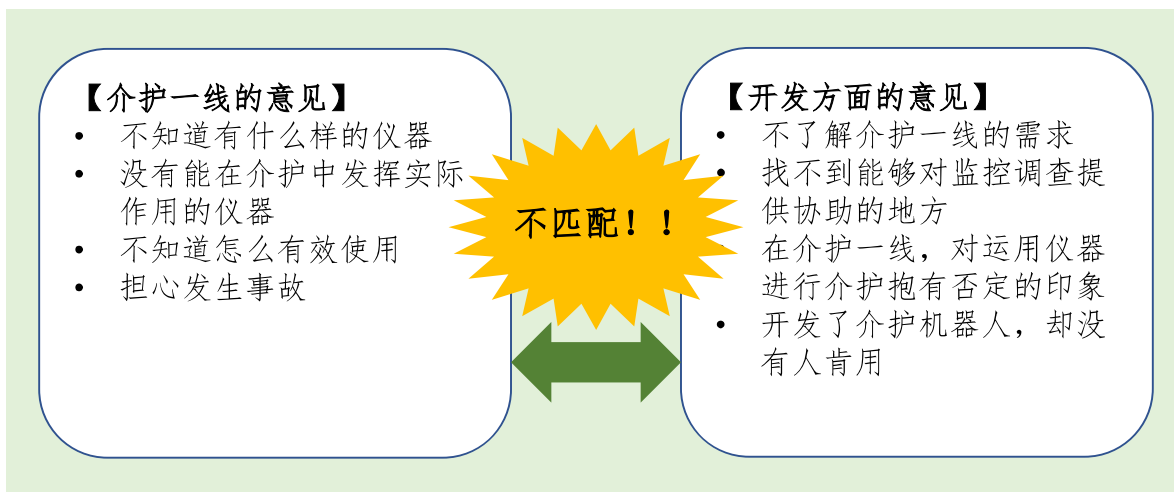 【介护一线的意见】
• 不知道有什么样的仪器
• 没有能在介护中发挥实际
作用的仪器
• 不知道怎么有效使用
• 担心发生事故
不匹配！！
【开发方面的意见】
• 不了解介护一线的需求
• 找不到能够对监控调查提
供协助的地方
• 在介护一线，对运用仪器
进行介护抱有否定的印象
• 开发了介护机器人，却没
有人肯用